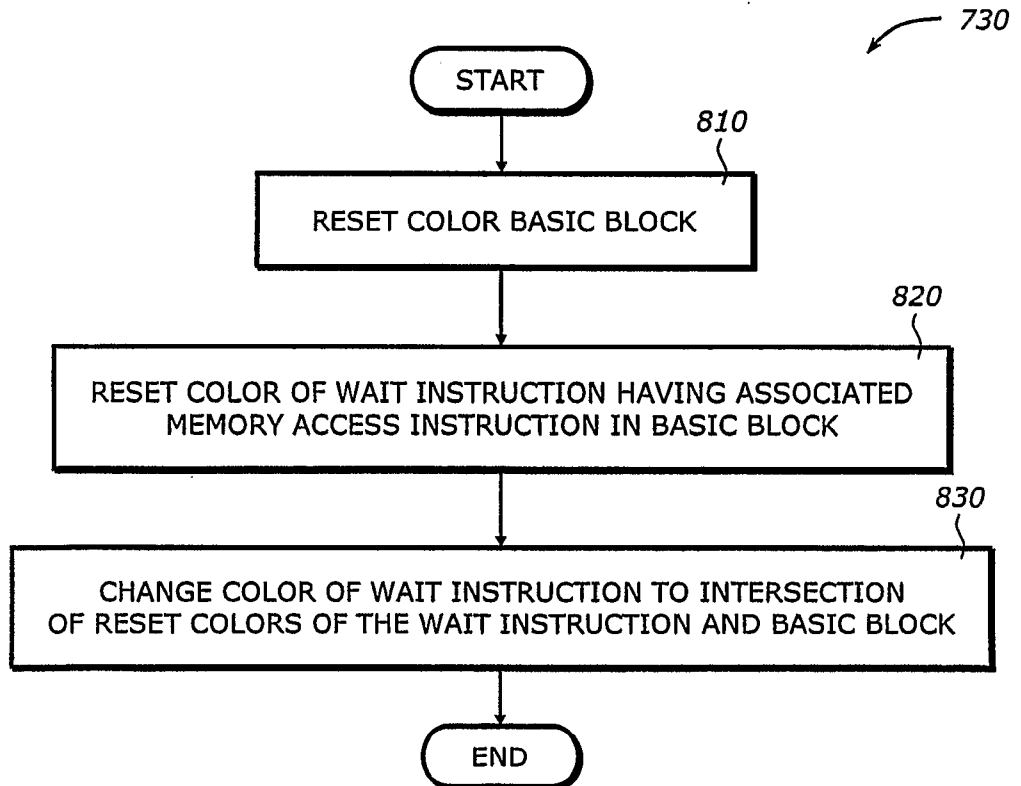 730
START
810
RESET COLOR BASIC BLOCK
820
RESET COLOR OF WAIT INSTRUCTION HAVING ASSOCIATED
MEMORY ACCESS INSTRUCTION IN BASIC BLOCK
830
CHANGE COLOR OF WAIT INSTRUCTION TO INTERSECTION
OF RESET COLORS OF THE WAIT INSTRUCTION AND BASIC BLOCK
END